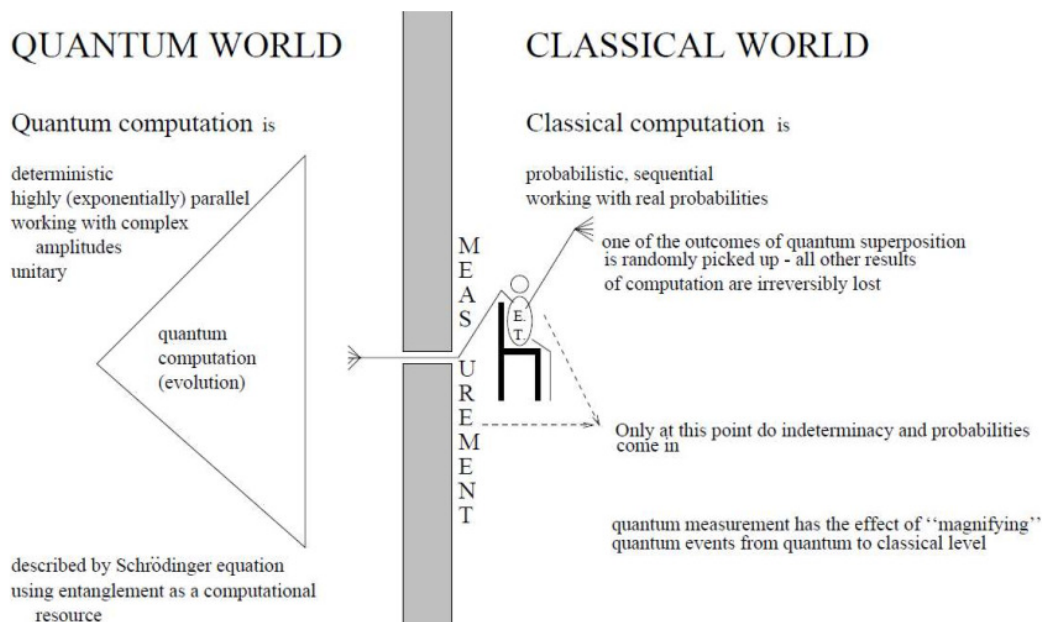 QUANTUM WORLD
Quantum computation is
deterministic
highly (exponentially) parallel
working with complex
amplitudes
unitary
quantum
computation
(evolution)
described by Schrödinger equation
using entanglement as a computational
resource
MEAS UREMENT
CLASSICAL WORLD
Classical computation is
probabilistic, sequential
working with real probabilities
one of the outcomes of quantum superposition
is randomly picked up - all other results
of computation are irreversibly lost
E.
T.
Only at this point do indeterminacy and probabilities
come in
quantum measurement has the effect of ‘‘magnifying’’
quantum events from quantum to classical level